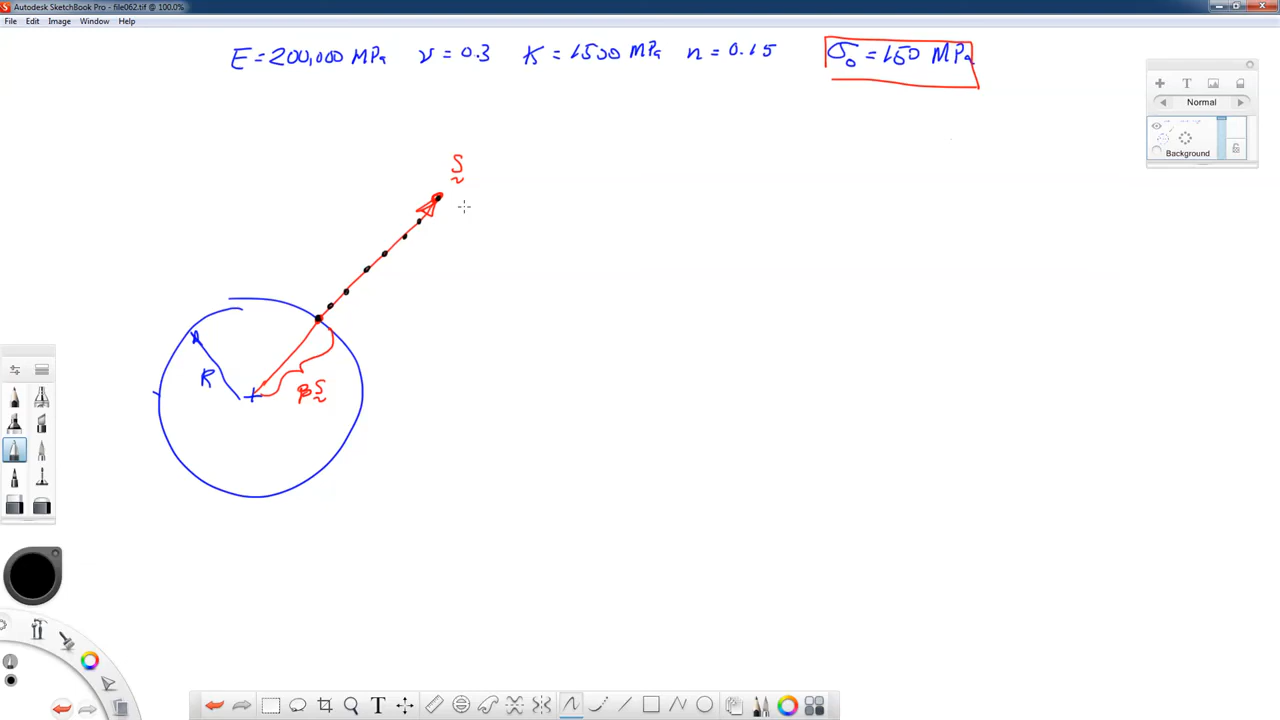 Autodesk SketchBook Pro - file062.tif @ 100.0%
File Edit Image Window Help
E = 200,000 MPa ν = 0.3 K = 1500 MPa n = 0.15 σ₀ = 150 MPa
Normal
Background
S
R
βS
T
T